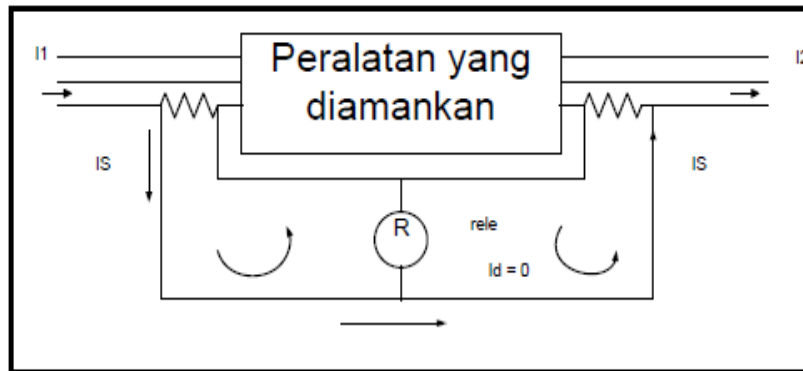 I1
Peralatan yang
diamankan
I2
IS
IS
R
rele
Id = 0